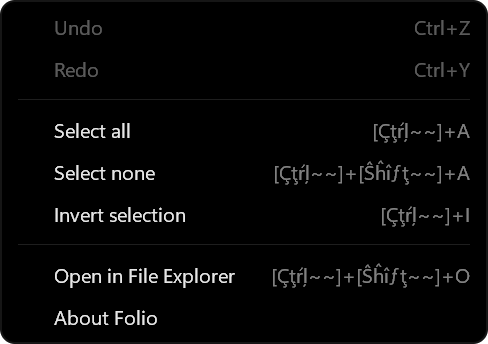 Undo Ctrl+Z
Redo Ctrl+Y
Select all [Çţŕļ~~]+A
Select none [Çţŕļ~~]+[Šĥîƒţ~~]+A
Invert selection [Çţŕļ~~]+I
Open in File Explorer [Çţŕļ~~]+[Šĥîƒţ~~]+O
About Folio